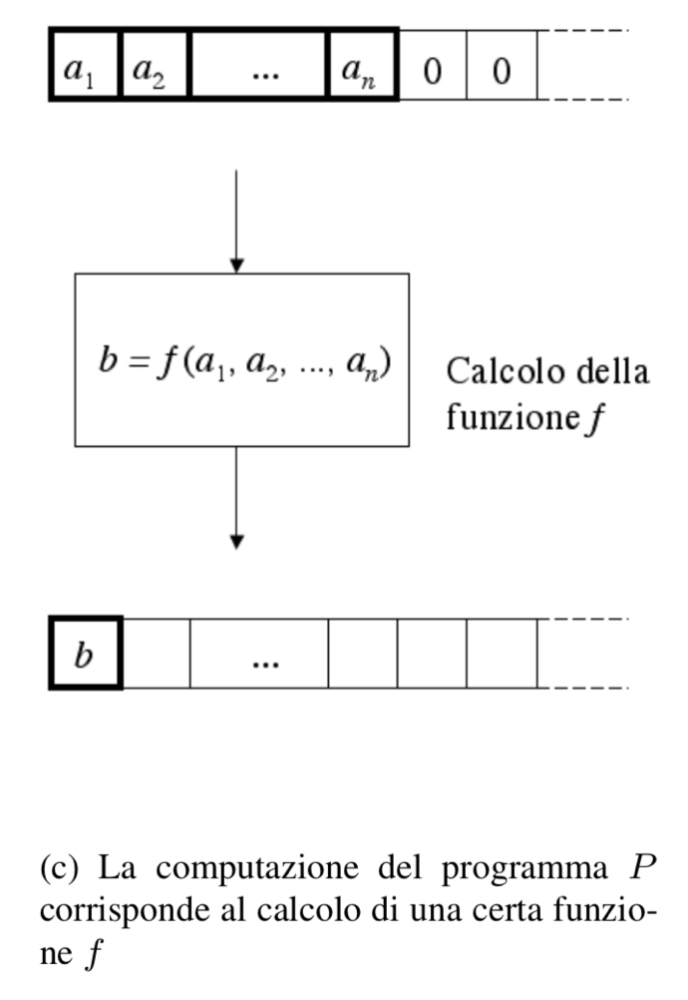 a₁ a₂ ... aₙ 0 0
b = f(a₁, a₂, ..., aₙ)
Calcolo della
funzione f
b ...
(c) La computazione del programma P
corrisponde al calcolo di una certa funzio-
ne f